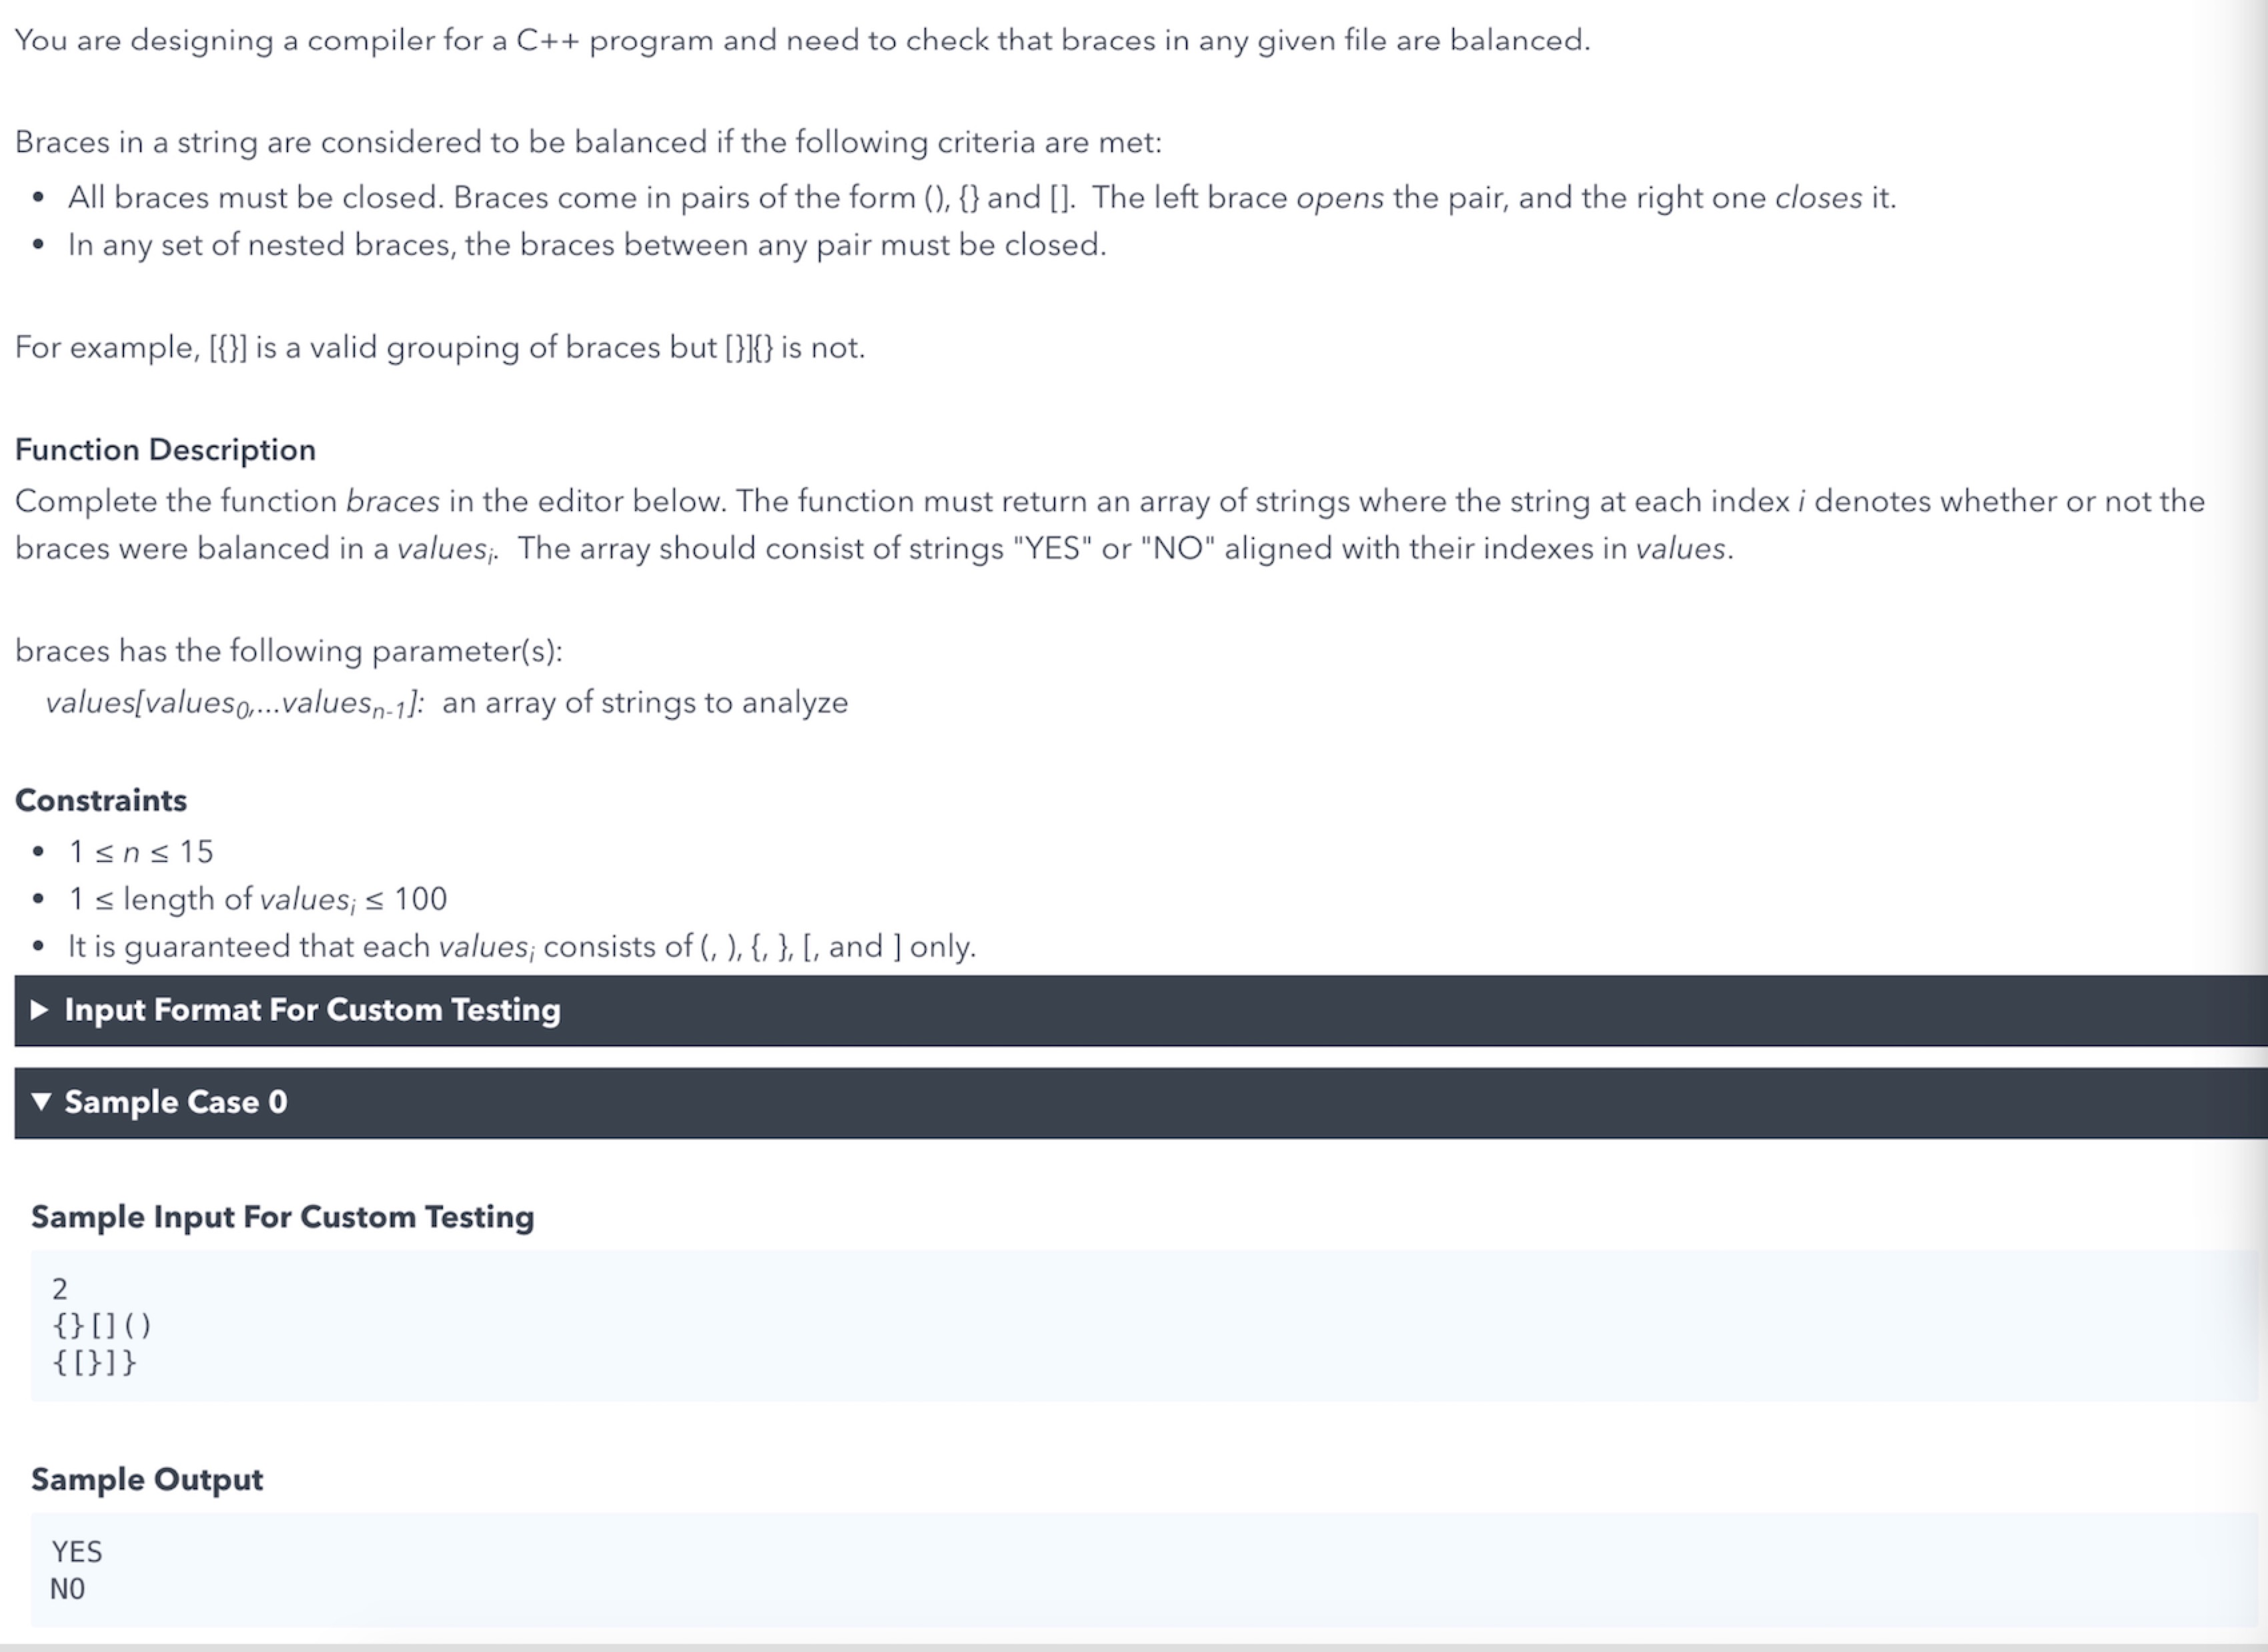 You are designing a compiler for a C++ program and need to check that braces in any given file are balanced.
Braces in a string are considered to be balanced if the following criteria are met:
• All braces must be closed. Braces come in pairs of the form (), {} and []. The left brace opens the pair, and the right one closes it.
• In any set of nested braces, the braces between any pair must be closed.
For example, [{}] is a valid grouping of braces but [}]{} is not.
Function Description
Complete the function braces in the editor below. The function must return an array of strings where the string at each index i denotes whether or not the
braces were balanced in a valuesi. The array should consist of strings "YES" or "NO" aligned with their indexes in values.
braces has the following parameter(s):
values[values0,...valuesn-1]: an array of strings to analyze
Constraints
• 1 ≤ n ≤ 15
• 1 ≤ length of valuesi ≤ 100
• It is guaranteed that each valuesi consists of (, ), {, }, [, and ] only.
▶ Input Format For Custom Testing
▼ Sample Case 0
Sample Input For Custom Testing
2
{}[]()
{[}]}
Sample Output
YES
NO